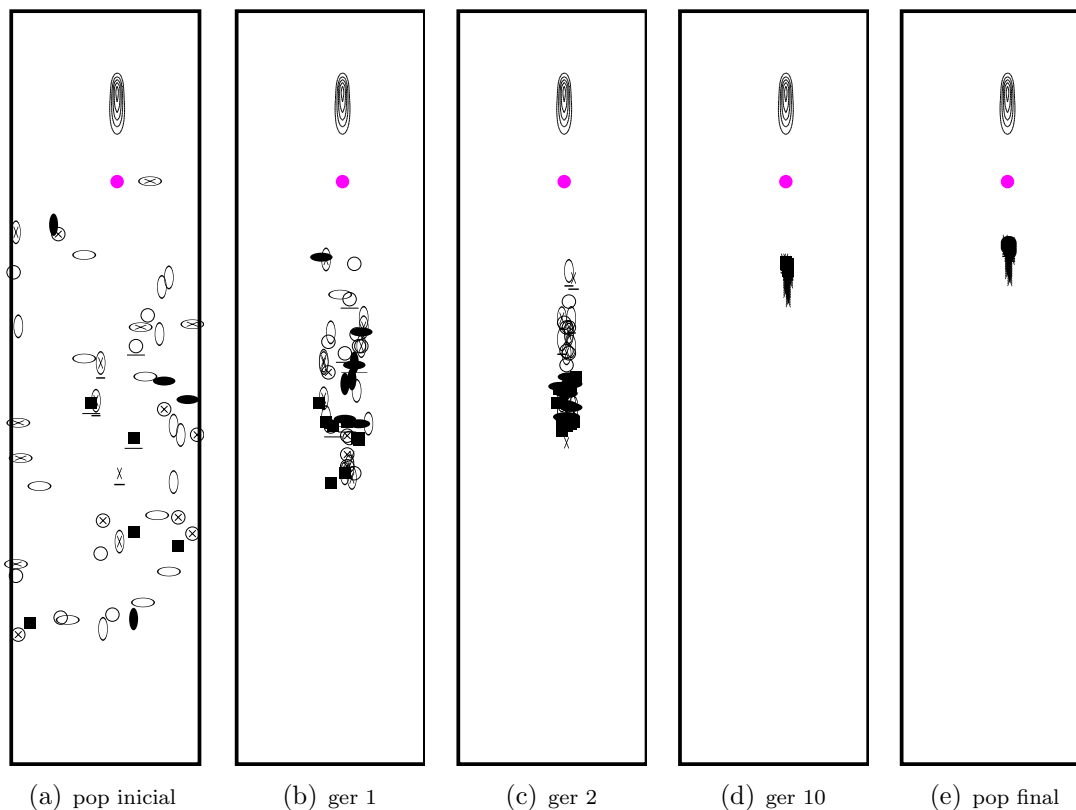 (a) pop inicial
(b) ger 1
(c) ger 2
(d) ger 10
(e) pop final